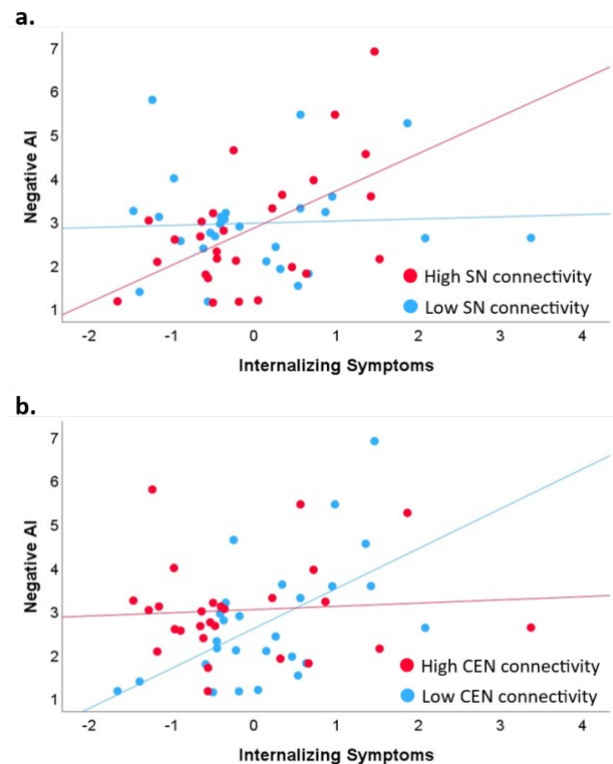 a.
7
6
5
4
3
2
1
Negative AI
High SN connectivity
Low SN connectivity
-2 -1 0 1 2 3 4
Internalizing Symptoms
b.
7
6
5
4
3
2
1
Negative AI
High CEN connectivity
Low CEN connectivity
-2 -1 0 1 2 3 4
Internalizing Symptoms